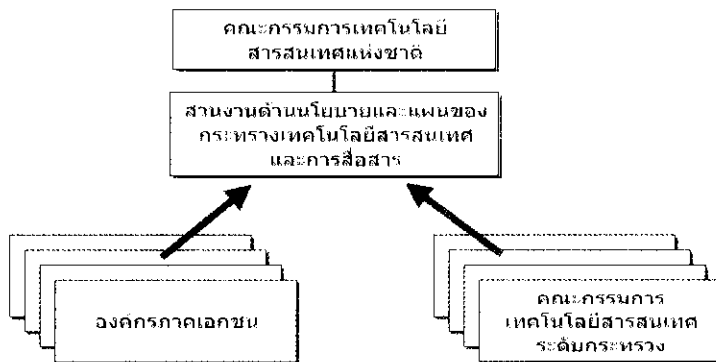 คณะกรรมการเทคโนโลยี
สารสนเทศแห่งชาติ
สานงานด้านนโยบายและแผนของ
กระทรวงเทคโนโลยีสารสนเทศ
และการสื่อสาร
องค์กรภาคเอกชน
คณะกรรมการ
เทคโนโลยีสารสนเทศ
ระดับกระทรวง